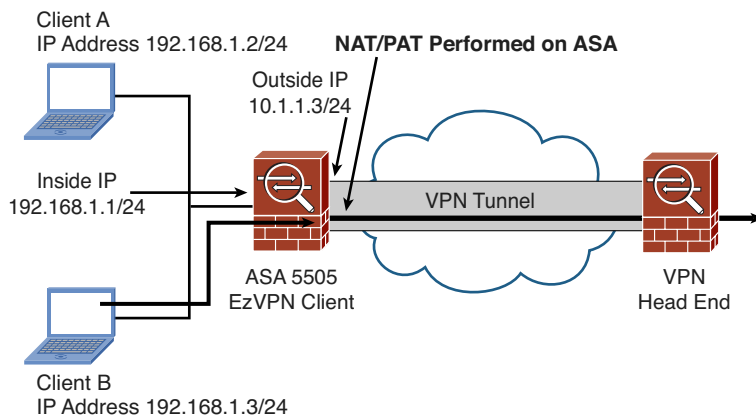 Client A
IP Address 192.168.1.2/24
NAT/PAT Performed on ASA
Outside IP
10.1.1.3/24
Inside IP
192.168.1.1/24
VPN Tunnel
ASA 5505
EzVPN Client
VPN
Head End
Client B
IP Address 192.168.1.3/24